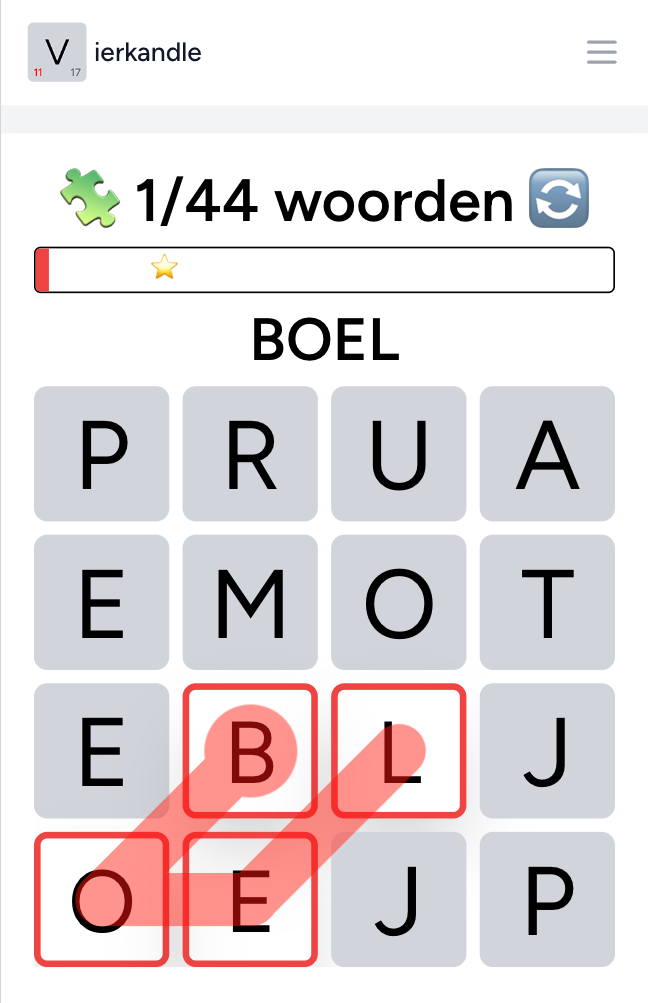 V ierkandle
11 17
1/44 woorden
BOEL
P R U A
E M O T
E B L J
O E J P